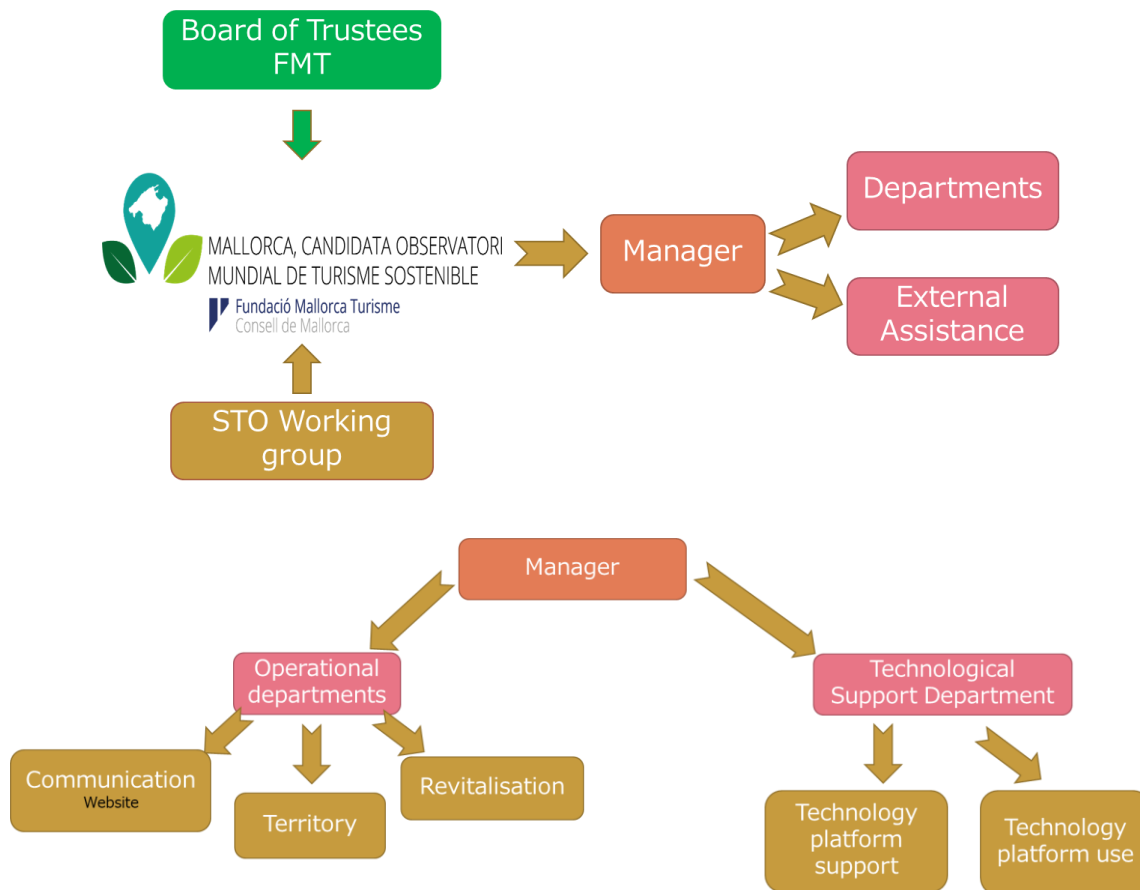 Board of Trustees
FMT
Departments
MALLORCA, CANDIDATA OBSERVATORI
MUNDIAL DE TURISME SOSTENIBLE
Fundació Mallorca Turisme
Consell de Mallorca
Manager
External
Assistance
STO Working
group
Manager
Operational
departments
Technological
Support Department
Communication
Website
Territory
Revitalisation
Technology
platform
support
Technology
platform use